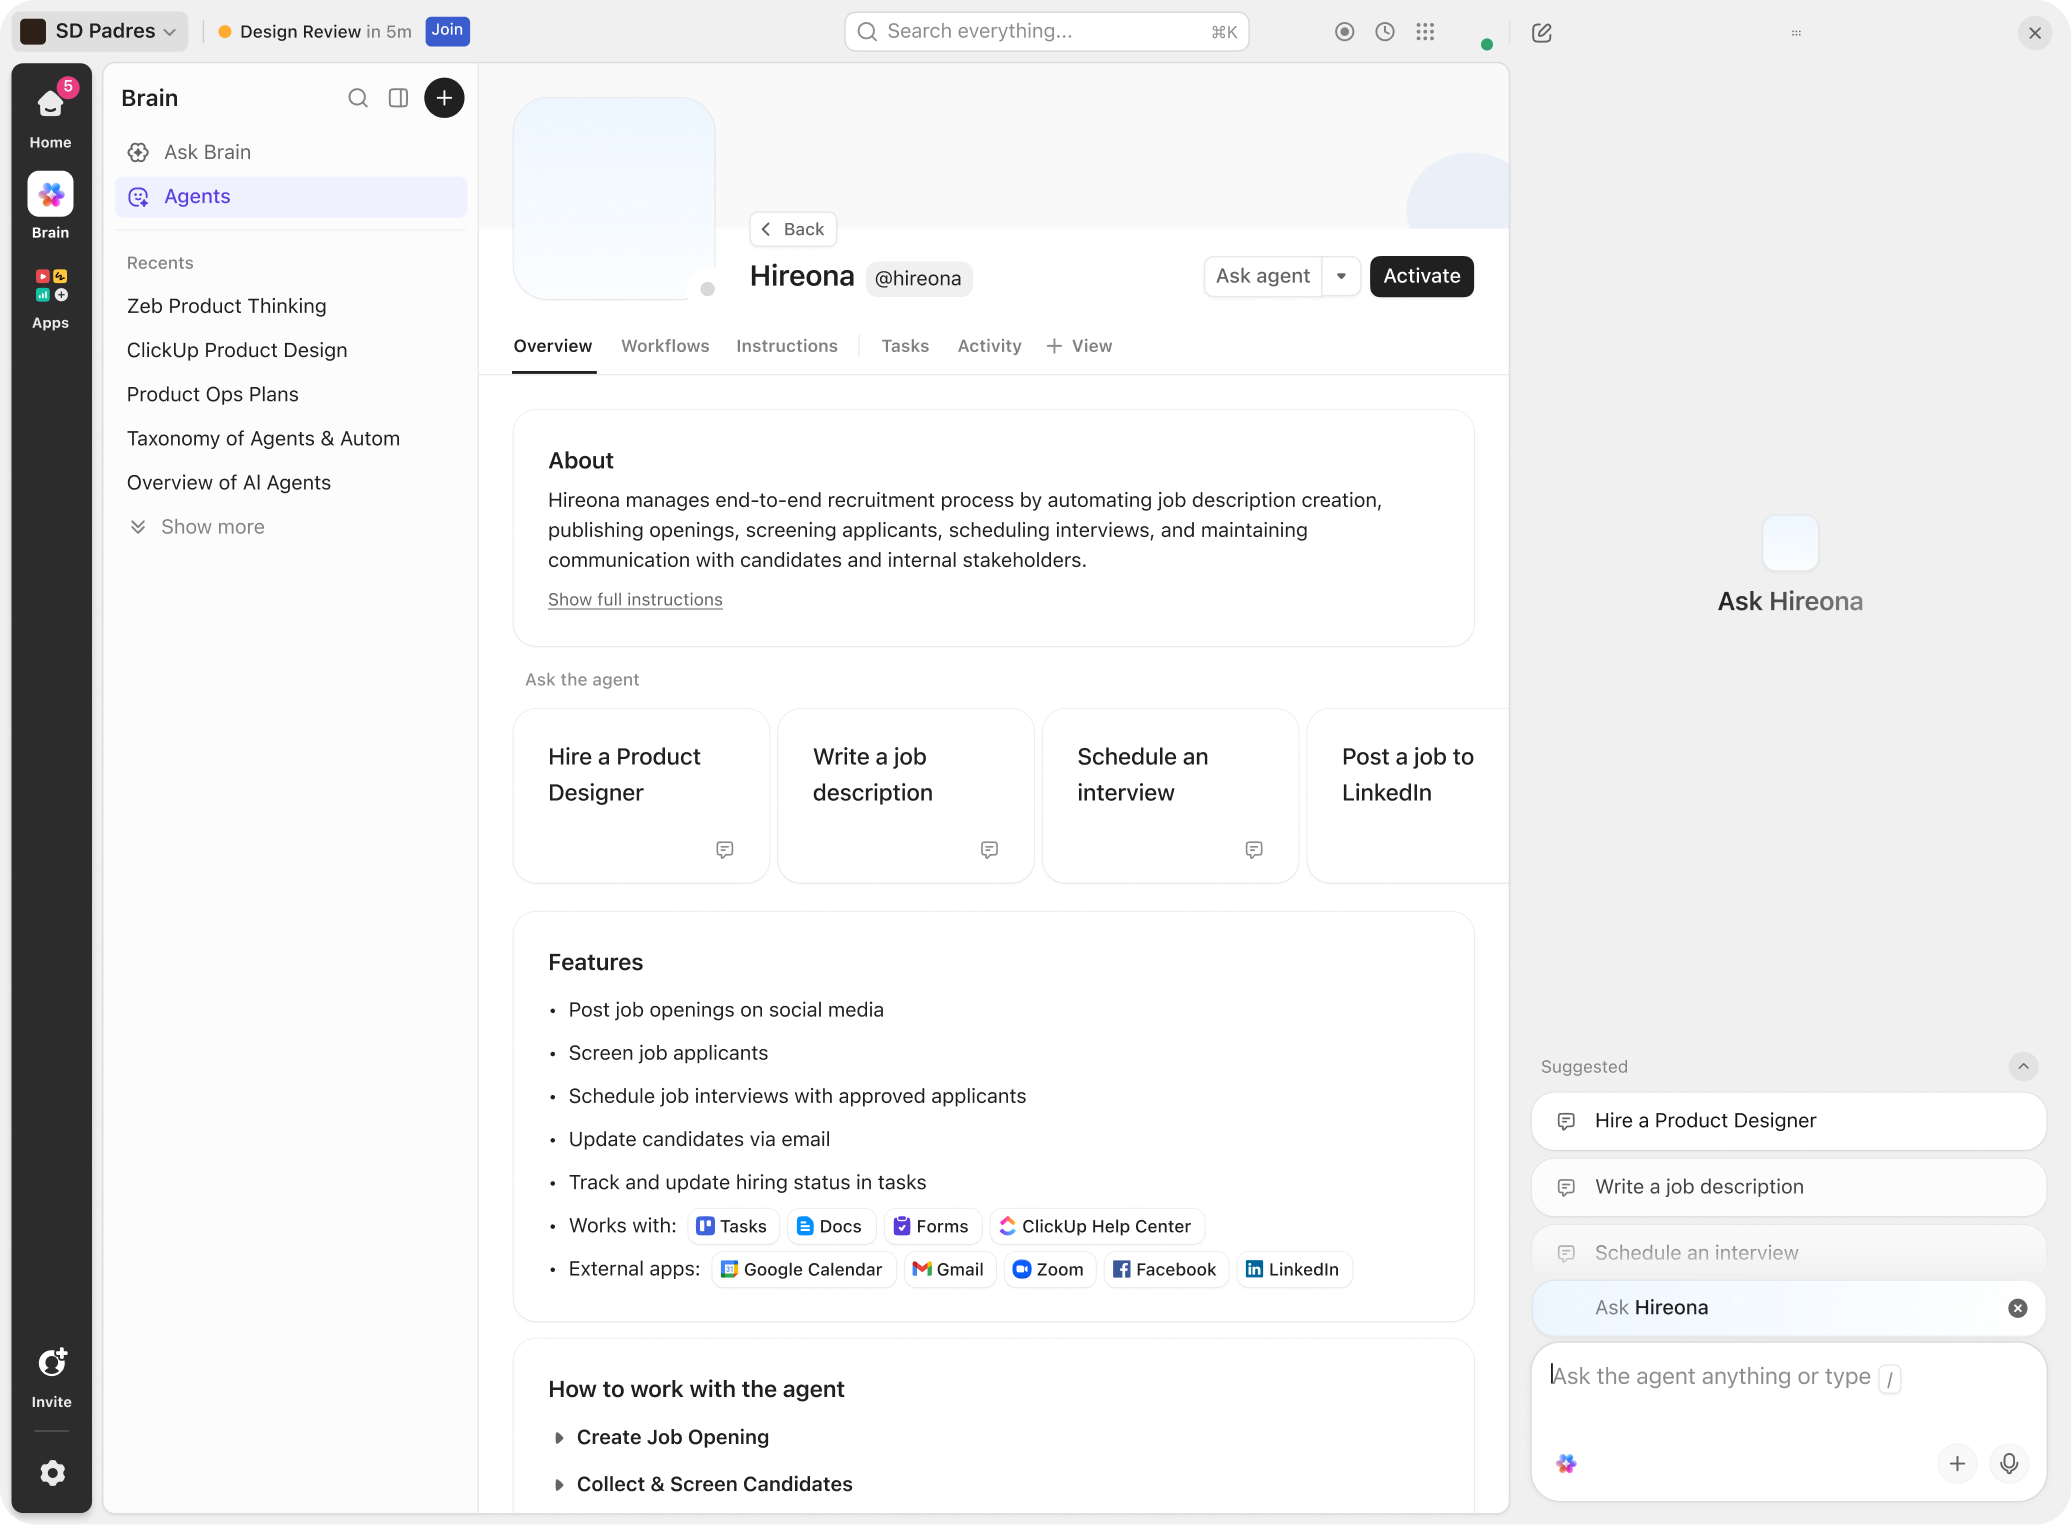 SD Padres
Design Review in 5m
Join
Search everything...
⌘K
5
Home
Brain
Apps
Invite
Brain
Ask Brain
Agents
Recents
Zeb Product Thinking
ClickUp Product Design
Product Ops Plans
Taxonomy of Agents & Autom
Overview of AI Agents
Show more
Back
Hireona @hireona
Ask agent
Activate
Overview
Workflows
Instructions
Tasks
Activity
View
About
Hireona manages end-to-end recruitment process by automating job description creation,
publishing openings, screening applicants, scheduling interviews, and maintaining
communication with candidates and internal stakeholders.
Show full instructions
Ask the agent
Hire a Product
Designer
Write a job
description
Schedule an
interview
Post a job to
LinkedIn
Features
• Post job openings on social media
• Screen job applicants
• Schedule job interviews with approved applicants
• Update candidates via email
• Track and update hiring status in tasks
• Works with: Tasks Docs Forms ClickUp Help Center
• External apps: 31 Google Calendar Gmail Zoom Facebook LinkedIn
How to work with the agent
Create Job Opening
Collect & Screen Candidates
Ask Hireona
Suggested
Hire a Product Designer
Write a job description
Schedule an interview
Ask Hireona
Ask the agent anything or type /